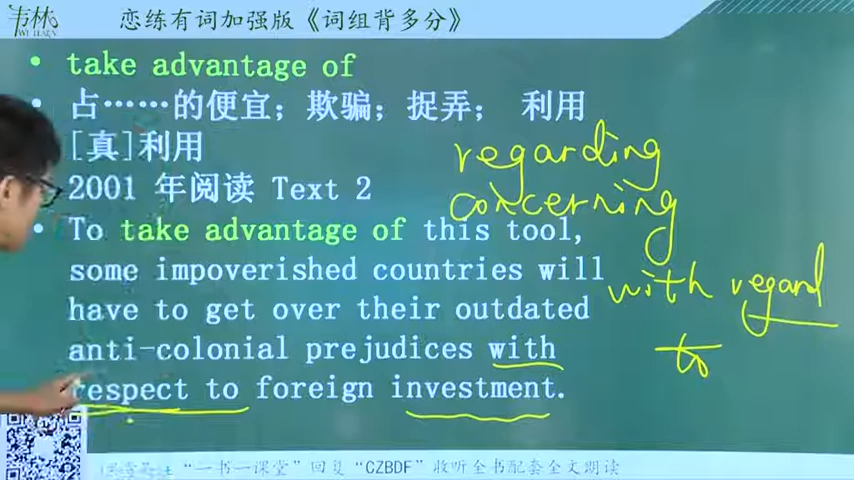 韦林
WE LEARN
恋练有词加强版《词组背多分》
• take advantage of
• 占……的便宜；欺骗；捉弄； 利用
[真]利用
2001 年阅读 Text 2
• To take advantage of this tool,
some impoverished countries will
have to get over their outdated
anti-colonial prejudices with
respect to foreign investment.
regarding
concerning
with regard
to
“一书一课堂”回复“CZBDF”收听全书配套全文朗读